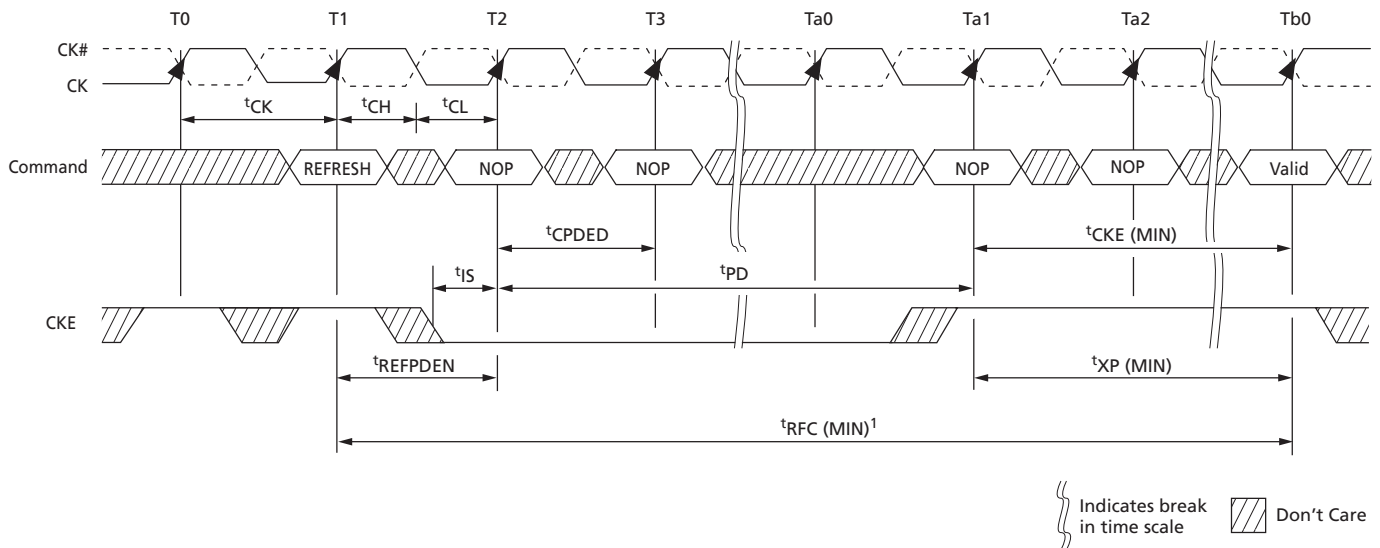 T0 T1 T2 T3 Ta0 Ta1 Ta2 Tb0
CK#
CK
tCK tCH tCL
Command REFRESH NOP NOP NOP NOP Valid
tCPDED tCKE (MIN)
tIS tPD
CKE
tREFPDEN tXP (MIN)
tRFC (MIN)1
Indicates break
in time scale
Don't Care